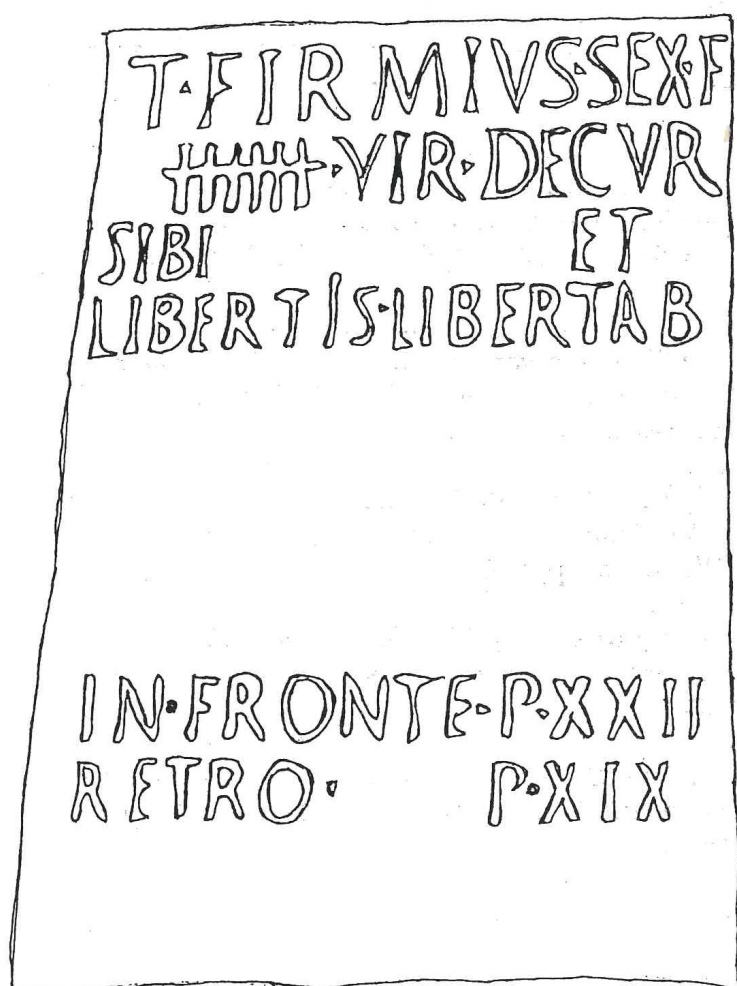 T·FIRMIVS·SEX·F
IIIIII·VIR·DECVR
SIBI ET
LIBERTIS·LIBERTAB
IN·FRONTE·P·XXII
RETRO· P·XIX